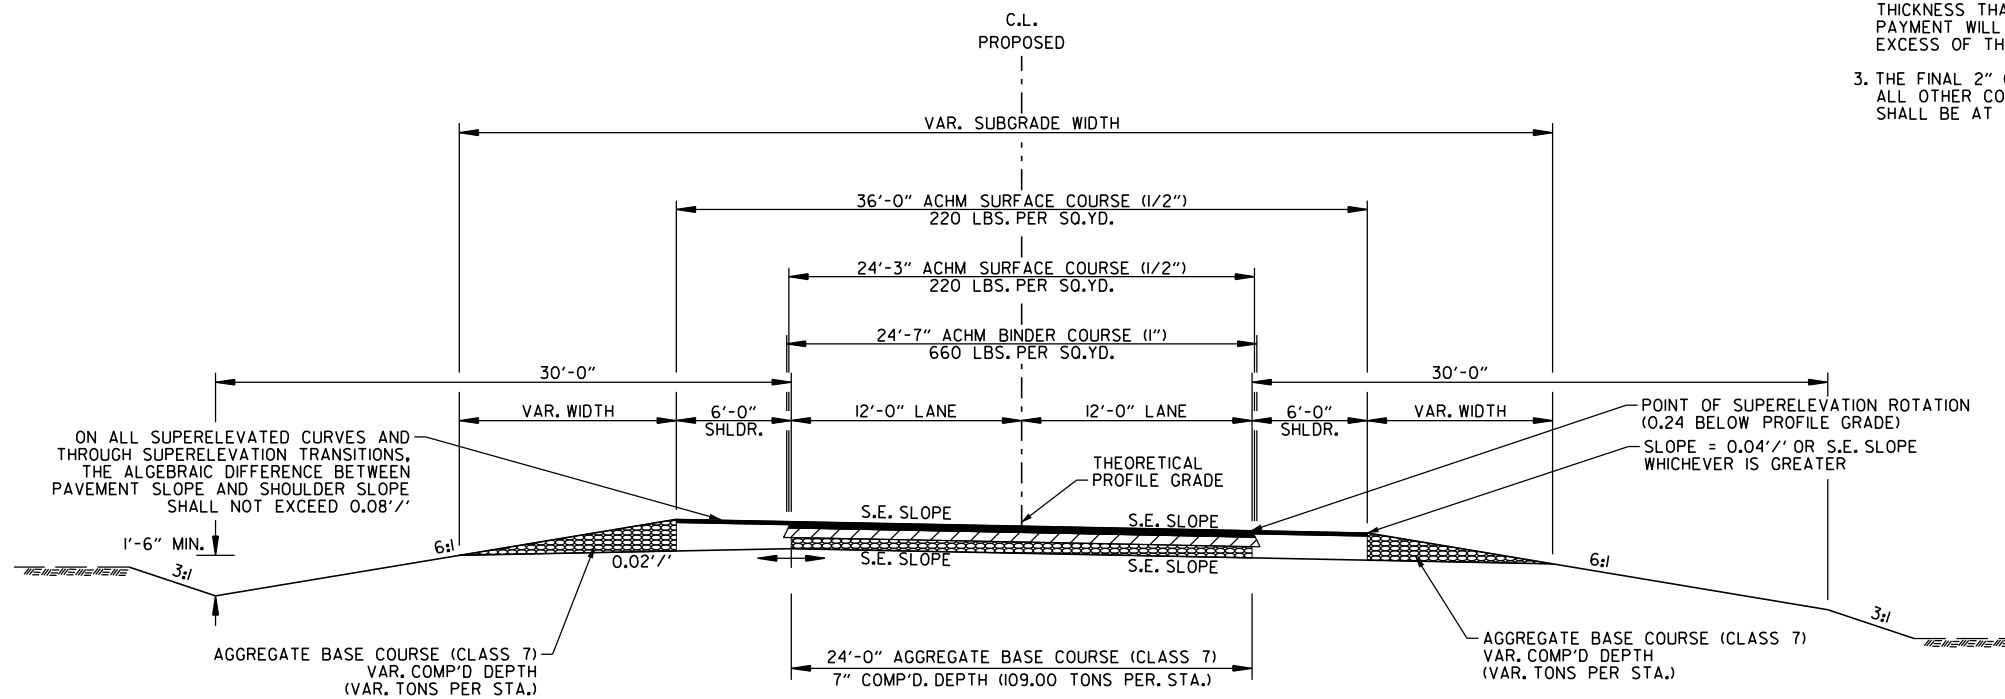 C.L.
PROPOSED
THICKNESS THA
PAYMENT WILL
EXCESS OF TH
3. THE FINAL 2"
ALL OTHER CO
SHALL BE AT
VAR. SUBGRADE WIDTH
36'-0" ACHM SURFACE COURSE (1/2")
220 LBS. PER SQ.YD.
24'-3" ACHM SURFACE COURSE (1/2")
220 LBS. PER SQ.YD.
24'-7" ACHM BINDER COURSE (1")
660 LBS. PER SQ.YD.
30'-0"
30'-0"
VAR. WIDTH
6'-0"
SHLDR.
12'-0" LANE
12'-0" LANE
6'-0"
SHLDR.
VAR. WIDTH
ON ALL SUPERELEVATED CURVES AND
THROUGH SUPERELEVATION TRANSITIONS,
THE ALGEBRAIC DIFFERENCE BETWEEN
PAVEMENT SLOPE AND SHOULDER SLOPE
SHALL NOT EXCEED 0.08'/'
POINT OF SUPERELEVATION ROTATION
(0.24 BELOW PROFILE GRADE)
SLOPE = 0.04'/' OR S.E. SLOPE
WHICHEVER IS GREATER
THEORETICAL
PROFILE GRADE
S.E. SLOPE
S.E. SLOPE
1'-6" MIN.
6:1
3:1
0.02'/'
S.E. SLOPE
S.E. SLOPE
6:1
3:1
AGGREGATE BASE COURSE (CLASS 7)
VAR. COMP'D DEPTH
(VAR. TONS PER STA.)
24'-0" AGGREGATE BASE COURSE (CLASS 7)
7" COMP'D. DEPTH (109.00 TONS PER. STA.)
AGGREGATE BASE COURSE (CLASS 7)
VAR. COMP'D DEPTH
(VAR. TONS PER STA.)